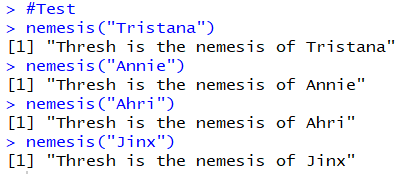 > #Test
> nemesis("Tristana")
[1] "Thresh is the nemesis of Tristana"
> nemesis("Annie")
[1] "Thresh is the nemesis of Annie"
> nemesis("Ahri")
[1] "Thresh is the nemesis of Ahri"
> nemesis("Jinx")
[1] "Thresh is the nemesis of Jinx"